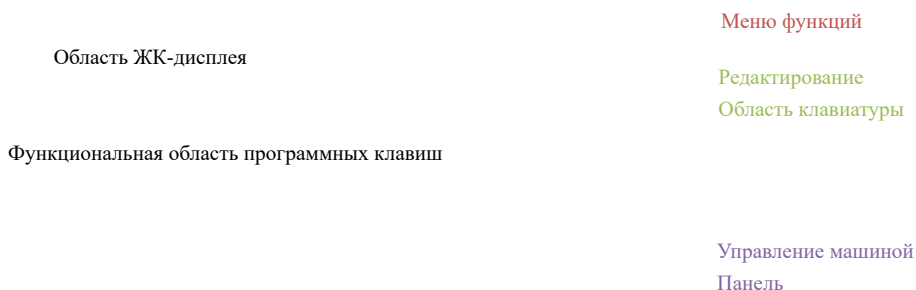 Меню функций
Область ЖК-дисплея
Редактирование
Область клавиатуры
Функциональная область программных клавиш
Управление машиной
Панель